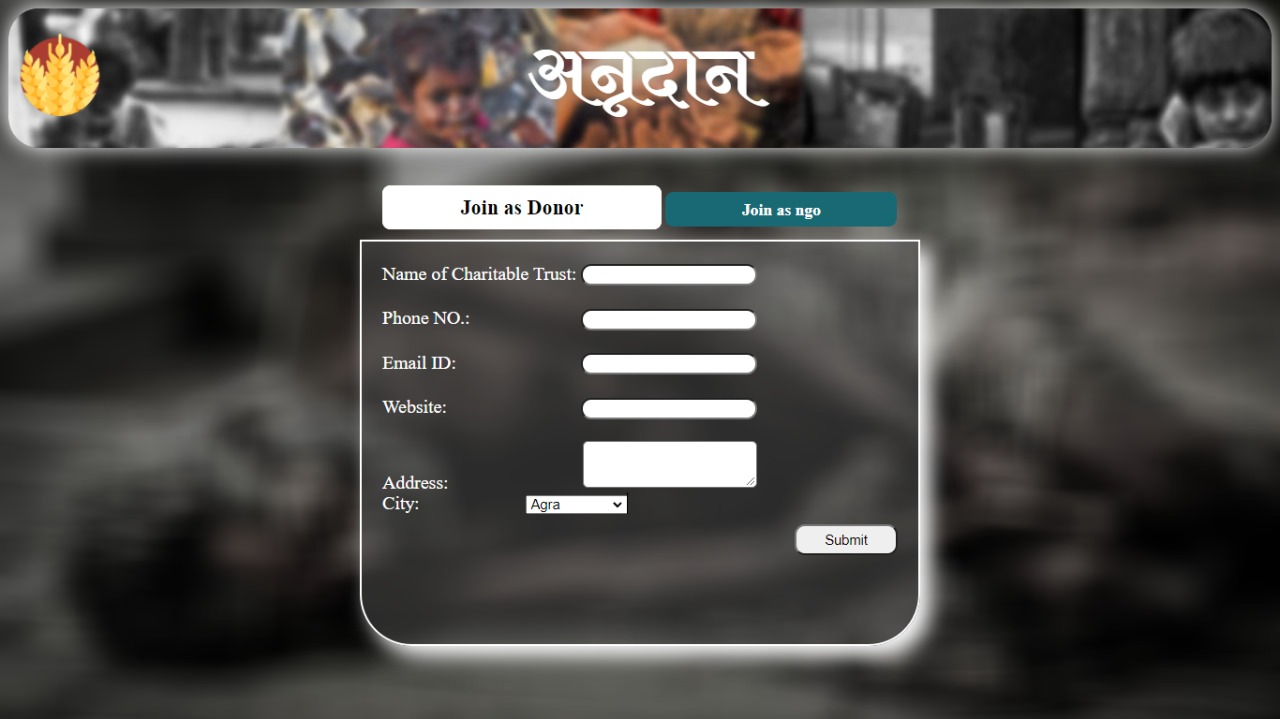 अन्नदान
Join as Donor
Join as ngo
Name of Charitable Trust:
Phone NO.:
Email ID:
Website:
Address:
City:
Agra
Submit